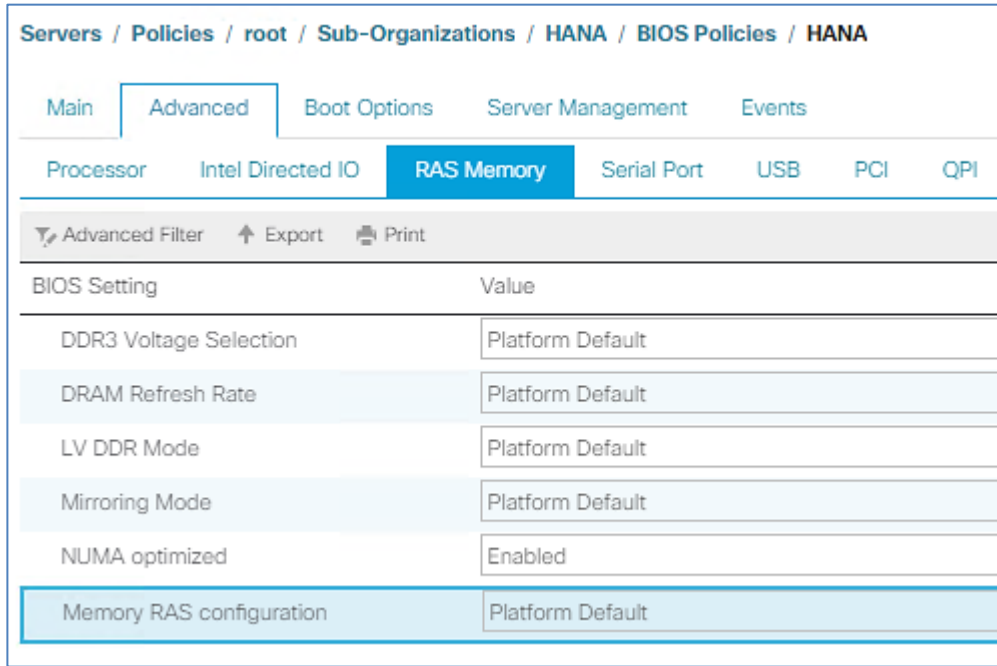 Servers / Policies / root / Sub-Organizations / HANA / BIOS Policies / HANA
Main Advanced Boot Options Server Management Events
Processor Intel Directed IO RAS Memory Serial Port USB PCI QPI
Advanced Filter Export Print
BIOS Setting Value
DDR3 Voltage Selection Platform Default
DRAM Refresh Rate Platform Default
LV DDR Mode Platform Default
Mirroring Mode Platform Default
NUMA optimized Enabled
Memory RAS configuration Platform Default